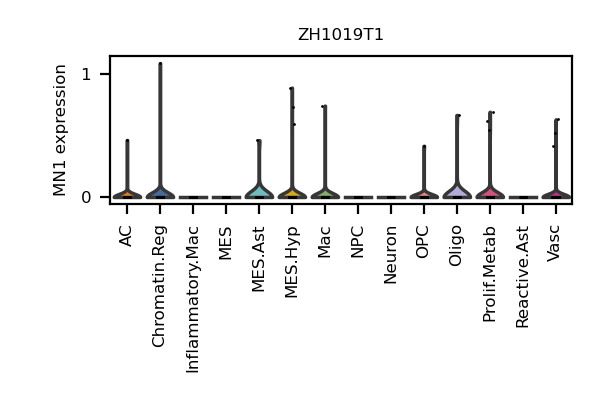 ZH1019T1
MN1 expression
1
0
AC
Chromatin.Reg
Inflammatory.Mac
MES
MES.Ast
MES.Hyp
Mac
NPC
Neuron
OPC
Oligo
Prolif.Metab
Reactive.Ast
Vasc